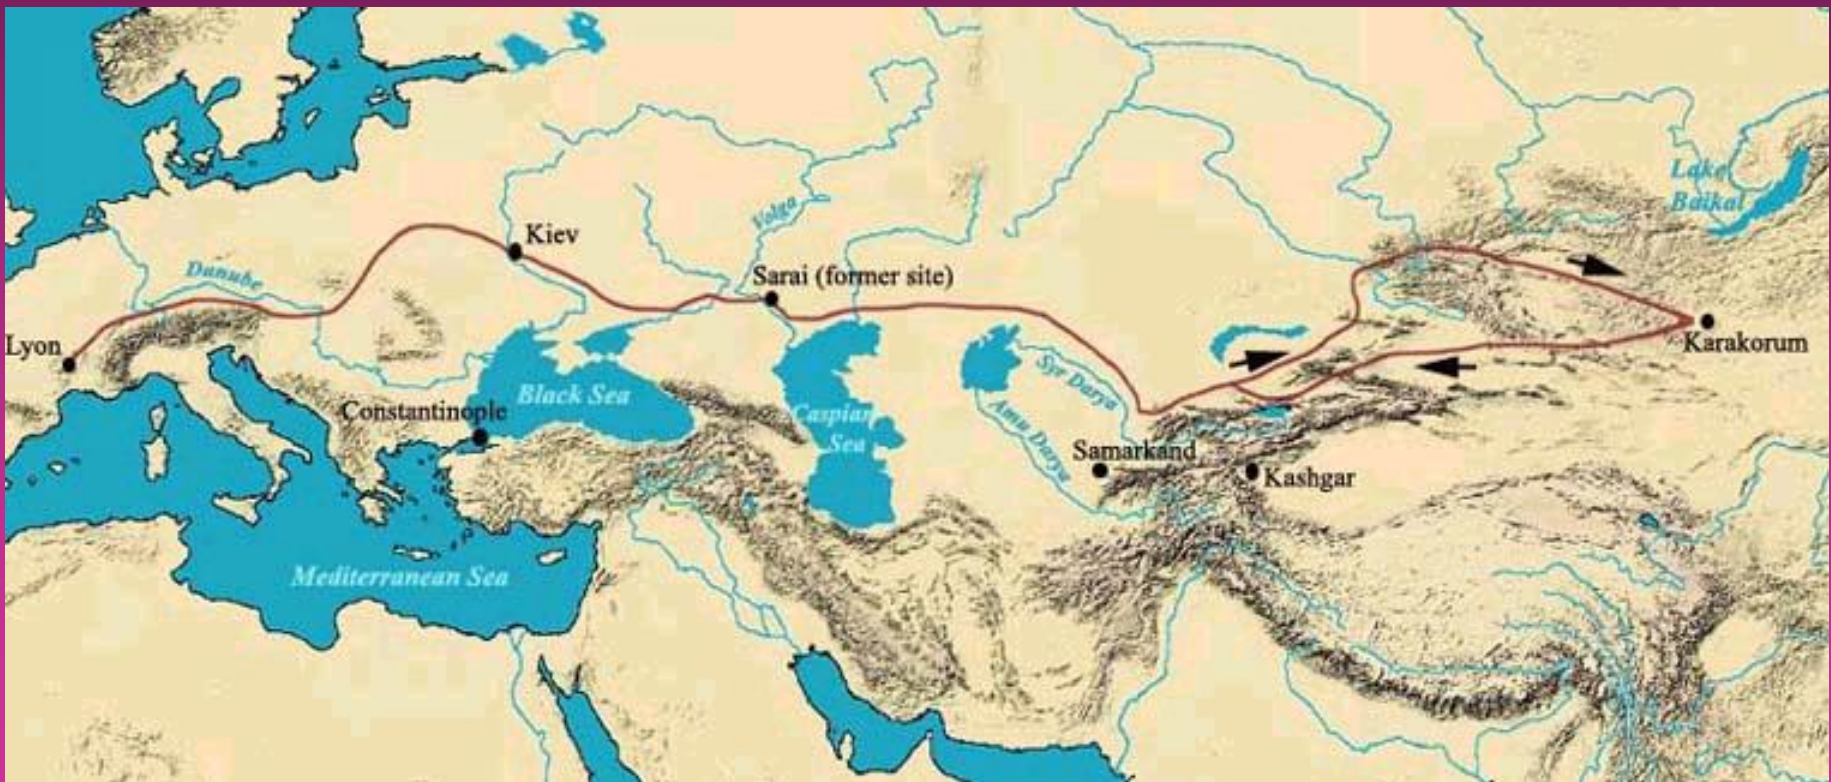 Lake
Baikal
Volga
Kiev
Danube
Sarai (former site)
Lyon
Karakorum
Syr Darya
Black Sea
Constantinople
Caspian
Sea
Amu Darya
Samarkand
Kashgar
Mediterranean Sea